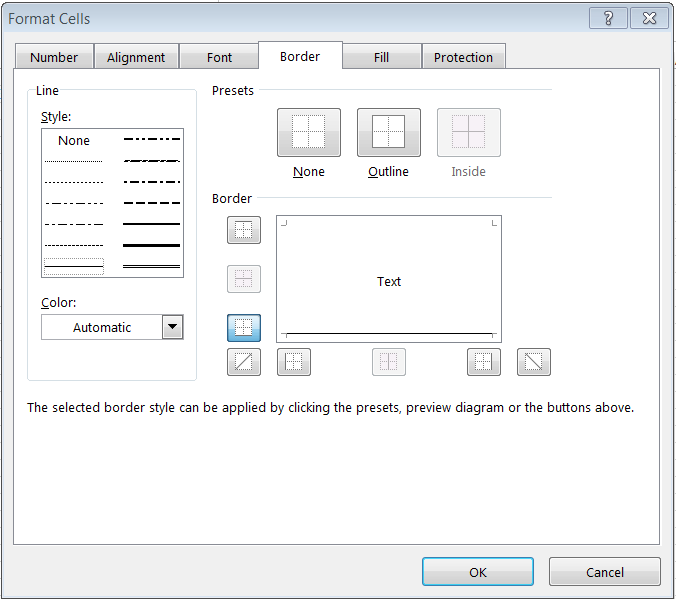 Format Cells
Number Alignment Font Border Fill Protection
Line
Style:
None
Color:
Automatic
Presets
None Outline Inside
Border
Text
The selected border style can be applied by clicking the presets, preview diagram or the buttons above.
OK Cancel